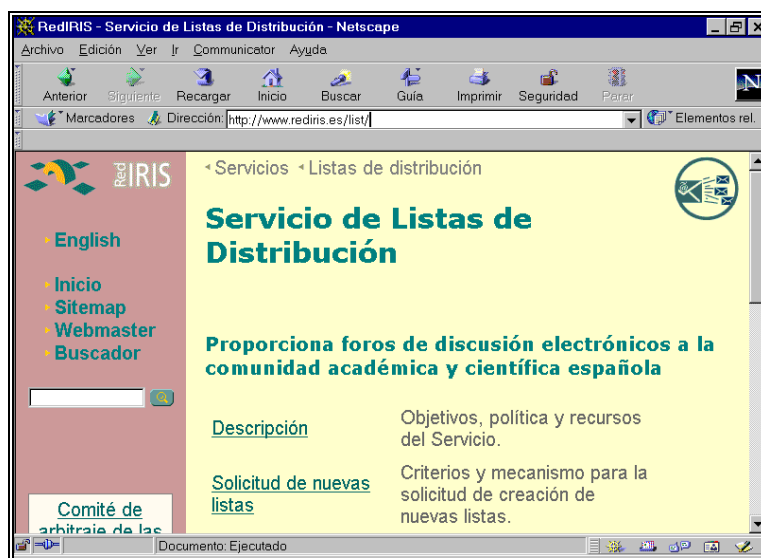 RedIRIS - Servicio de Listas de Distribución - Netscape
Archivo Edición Ver Ir Communicator Ayuda
Anterior Siguiente Recargar Inicio Buscar Guía Imprimir Seguridad Parar
N
Marcadores Dirección: http://www.rediris.es/list/ Elementos rel.
Red IRIS
Servicios Listas de distribución
Servicio de Listas de
Distribución
English
Inicio
Sitemap
Webmaster
Buscador
Proporciona foros de discusión electrónicos a la
comunidad académica y científica española
Descripción
Objetivos, política y recursos
del Servicio.
Solicitud de nuevas
listas
Criterios y mecanismo para la
solicitud de creación de
nuevas listas.
Comité de
arbitraje de las
Documento: Ejecutado